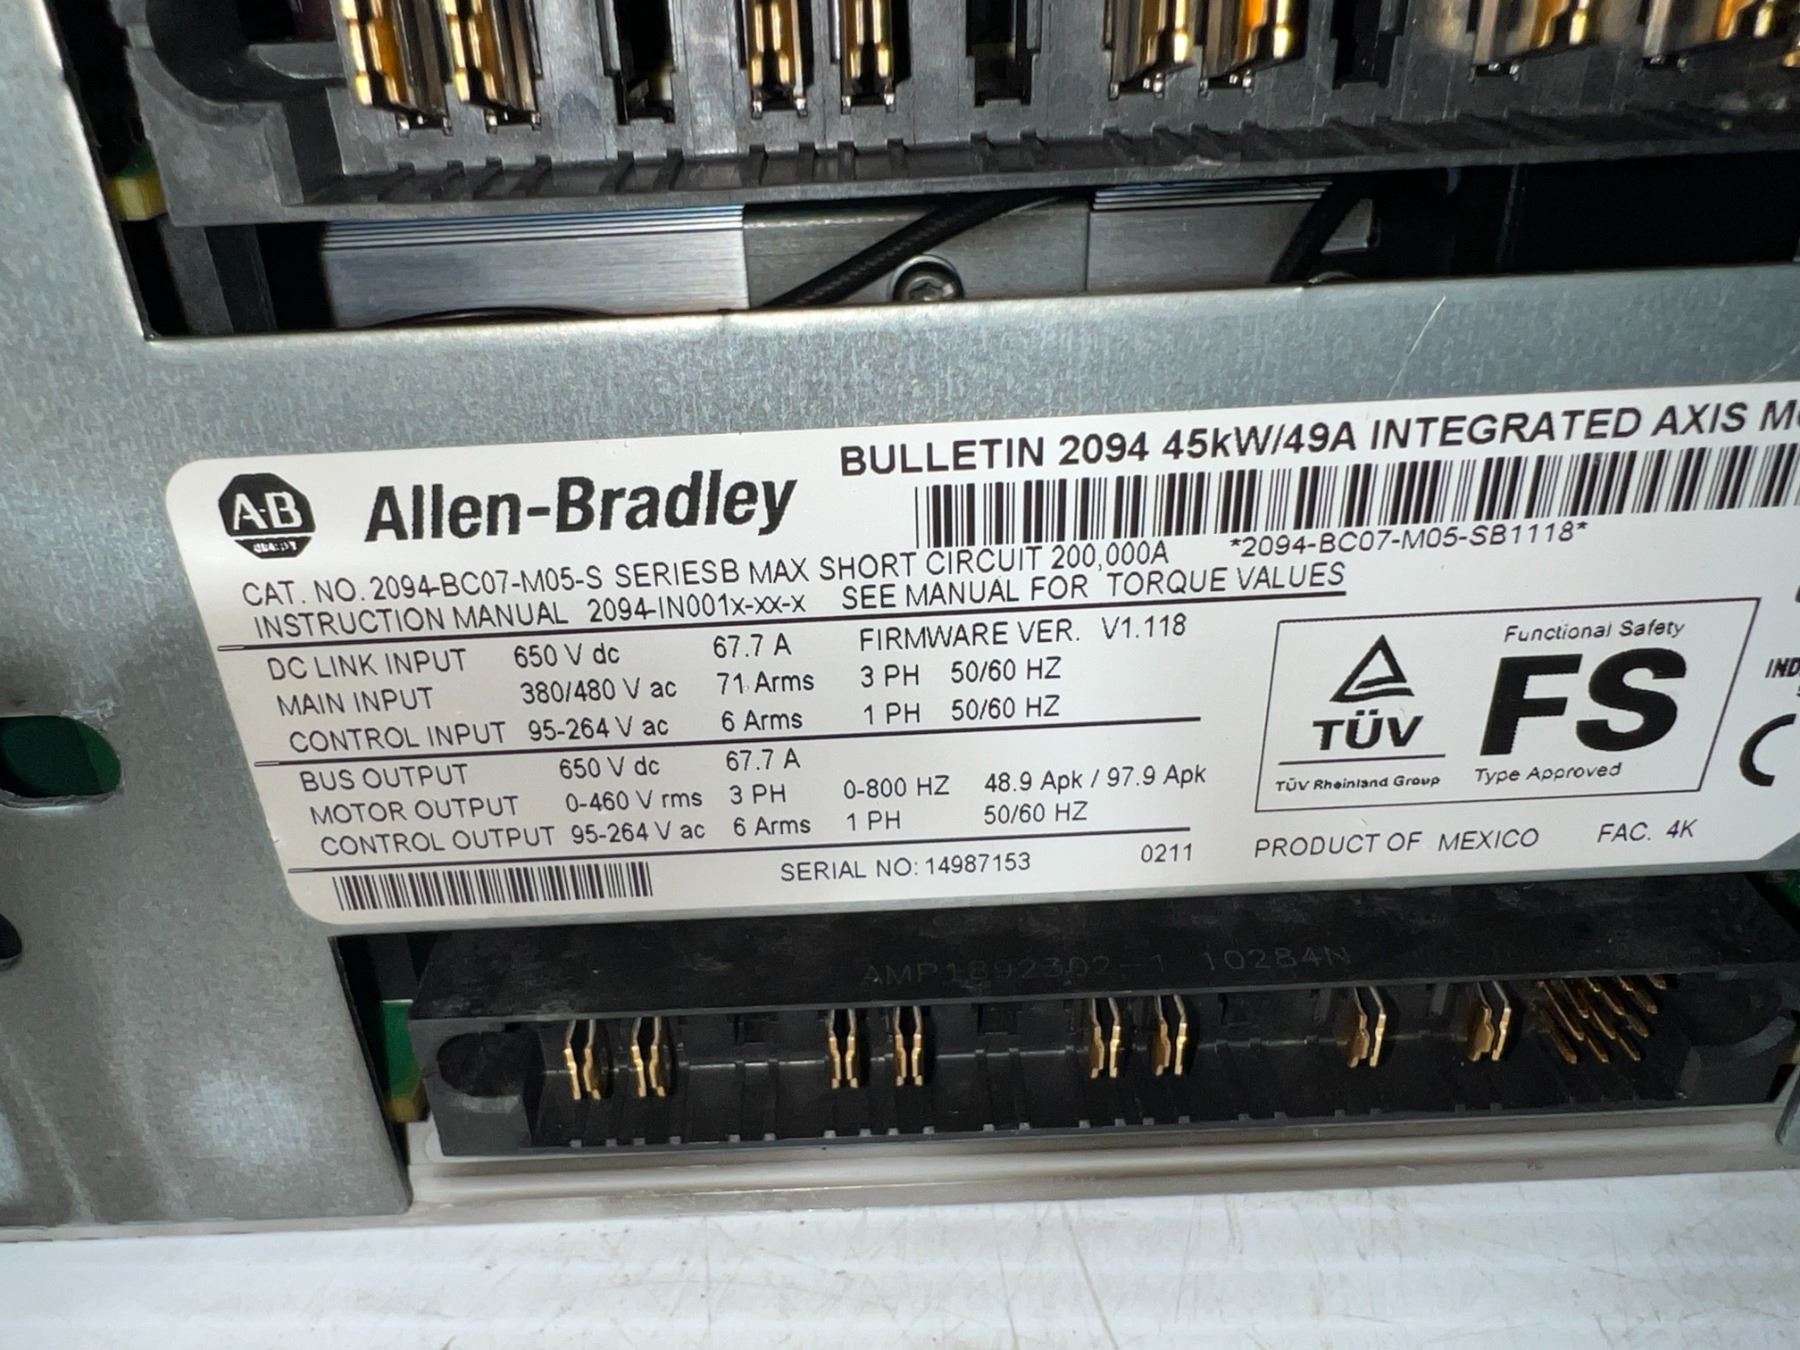 BULLETIN 2094 45kW/49A INTEGRATED AXIS
A-B
Allen-Bradley
*2094-BC07-M05-SB1118*
CAT. NO. 2094-BC07-M05-S SERIESB MAX SHORT CIRCUIT 200,000A
INSTRUCTION MANUAL 2094-IN001x-xx-x SEE MANUAL FOR TORQUE VALUES
DC LINK INPUT 650 V dc 67.7 A FIRMWARE VER. V1.118
MAIN INPUT 380/480 V ac 71 Arms 3 PH 50/60 HZ
CONTROL INPUT 95-264 V ac 6 Arms 1 PH 50/60 HZ
BUS OUTPUT 650 V dc 67.7 A
MOTOR OUTPUT 0-460 V rms 3 PH 0-800 HZ 48.9 Apk / 97.9 Apk
CONTROL OUTPUT 95-264 V ac 6 Arms 1 PH 50/60 HZ
SERIAL NO: 14987153 0211
Functional Safety
TÜV FS
TÜV Rheinland Group Type Approved
PRODUCT OF MEXICO FAC. 4K
AMP 1892302-1 10284N